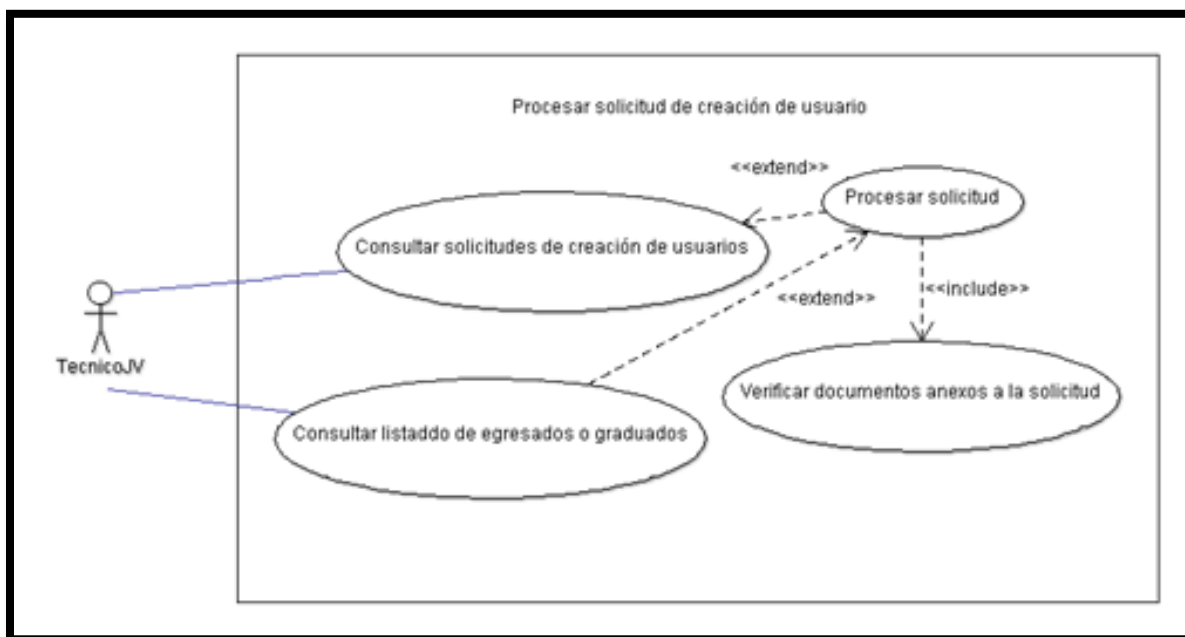 Procesar solicitud de creación de usuario
<<extend>>
Procesar solicitud
Consultar solicitudes de creación de usuarios
<<extend>>
<<include>>
TecnicoJV
Verificar documentos anexos a la solicitud
Consultar listaddo de egresados o graduados